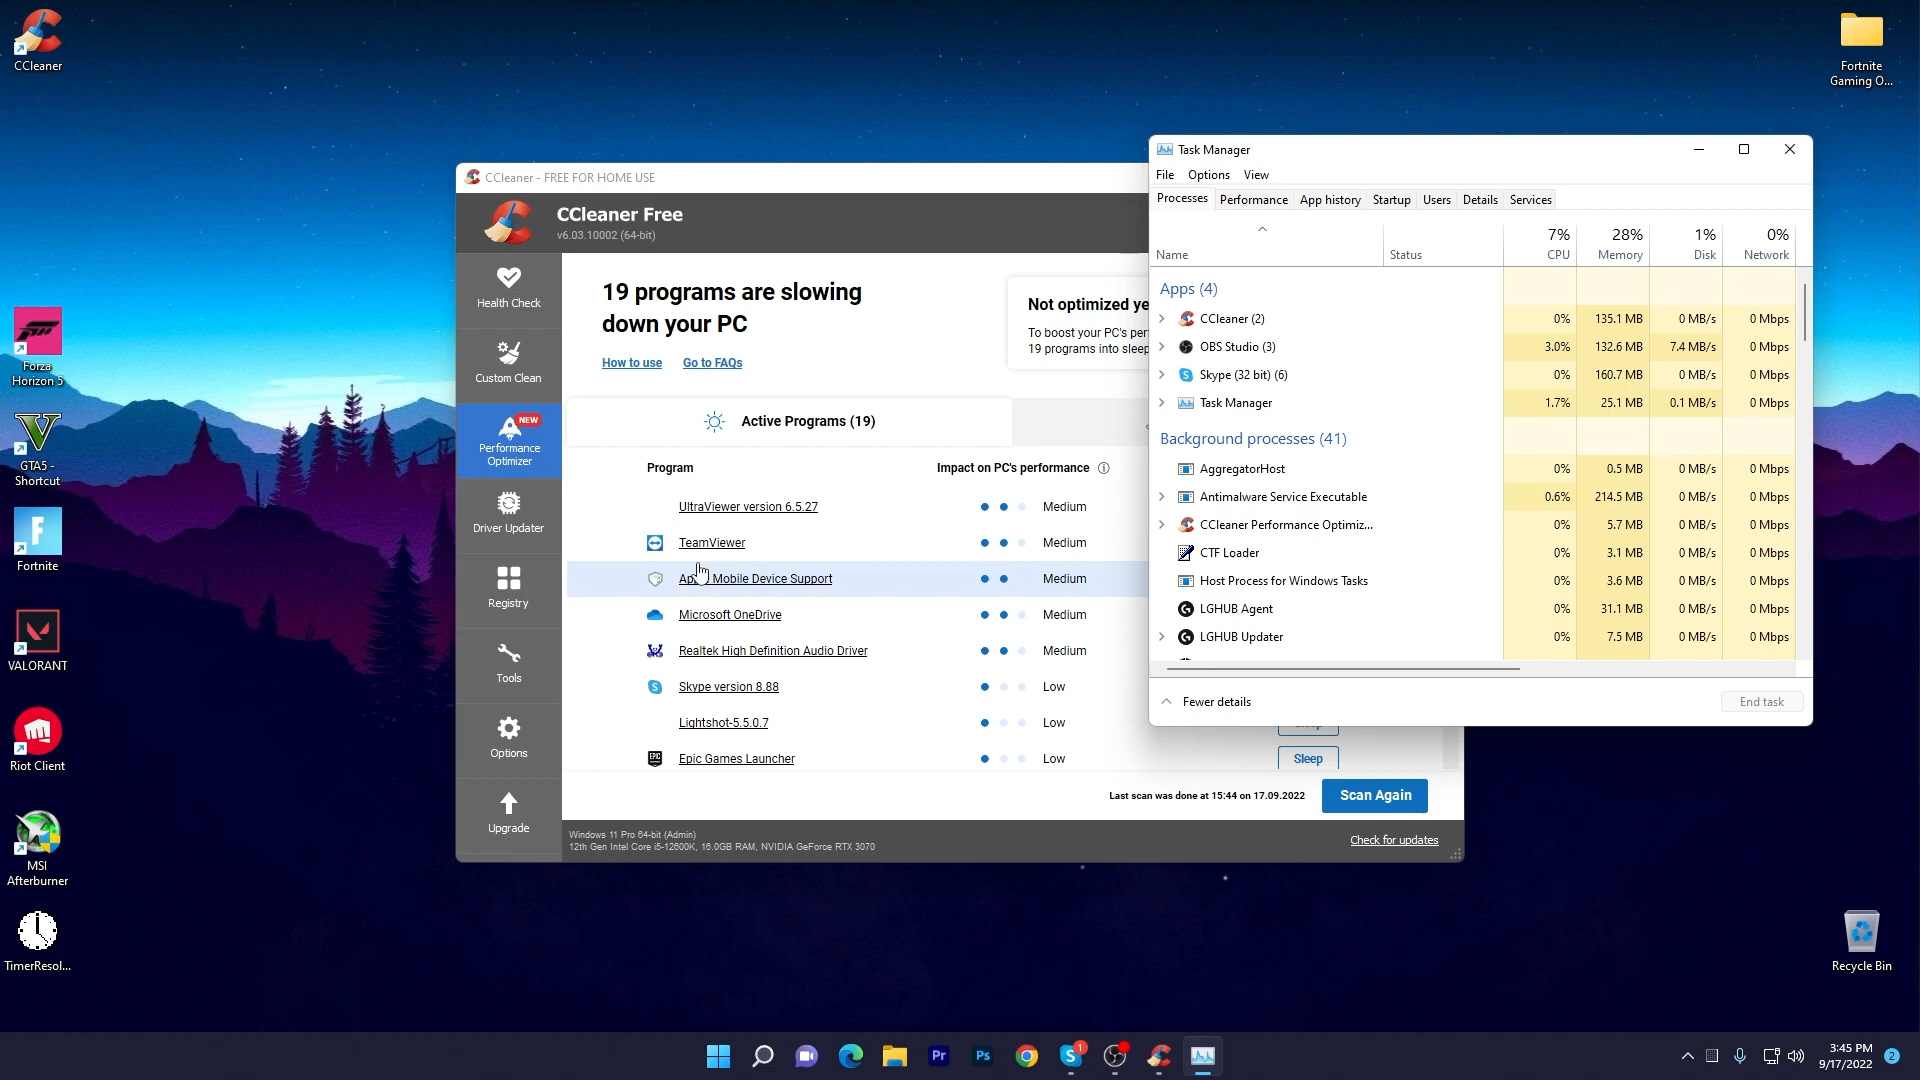 CCleaner
Fortnite
Gaming O...
Forza
Horizon 5
GTA5 -
Shortcut
Fortnite
VALORANT
Riot Client
MSI
Afterburner
TimerResol...
Recycle Bin
CCleaner - FREE FOR HOME USE
CCleaner Free
v6.03.10002 (64-bit)
Health Check
Custom Clean
NEW
Performance
Optimizer
Driver Updater
Registry
Tools
Options
Upgrade
19 programs are slowing
down your PC
How to use Go to FAQs
Not optimized ye
To boost your PC's per
19 programs into sleep
Active Programs (19)
Program Impact on PC's performance
UltraViewer version 6.5.27 Medium
TeamViewer Medium
Mobile Device Support Medium
Microsoft OneDrive Medium
Realtek High Definition Audio Driver Medium
Skype version 8.88 Low
Lightshot-5.5.0.7 Low
Epic Games Launcher Low Sleep
Last scan was done at 15:44 on 17.09.2022 Scan Again
Windows 11 Pro 64-bit (Admin)
12th Gen Intel Core i5-12600K, 16.0GB RAM, NVIDIA GeForce RTX 3070
Check for updates
Task Manager
File Options View
Processes Performance App history Startup Users Details Services
7% 28% 1% 0%
Name Status CPU Memory Disk Network
Apps (4)
CCleaner (2) 0% 135.1 MB 0 MB/s 0 Mbps
OBS Studio (3) 3.0% 132.6 MB 7.4 MB/s 0 Mbps
Skype (32 bit) (6) 0% 160.7 MB 0 MB/s 0 Mbps
Task Manager 1.7% 25.1 MB 0.1 MB/s 0 Mbps
Background processes (41)
AggregatorHost 0% 0.5 MB 0 MB/s 0 Mbps
Antimalware Service Executable 0.6% 214.5 MB 0 MB/s 0 Mbps
CCleaner Performance Optimiz... 0% 5.7 MB 0 MB/s 0 Mbps
CTF Loader 0% 3.1 MB 0 MB/s 0 Mbps
Host Process for Windows Tasks 0% 3.6 MB 0 MB/s 0 Mbps
LGHUB Agent 0% 31.1 MB 0 MB/s 0 Mbps
LGHUB Updater 0% 7.5 MB 0 MB/s 0 Mbps
Fewer details End task
Pr Ps 1
3:45 PM
9/17/2022
2